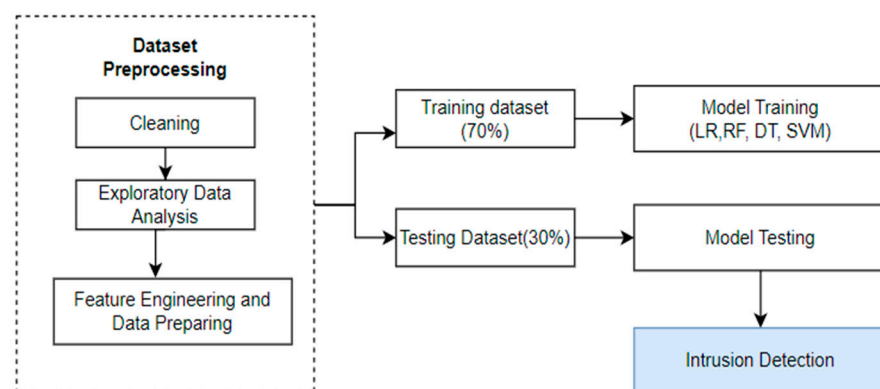 Dataset
Preprocessing
Cleaning
Exploratory Data
Analysis
Feature Engineering and
Data Preparing
Training dataset
(70%)
Model Training
(LR,RF, DT, SVM)
Testing Dataset(30%)
Model Testing
Intrusion Detection